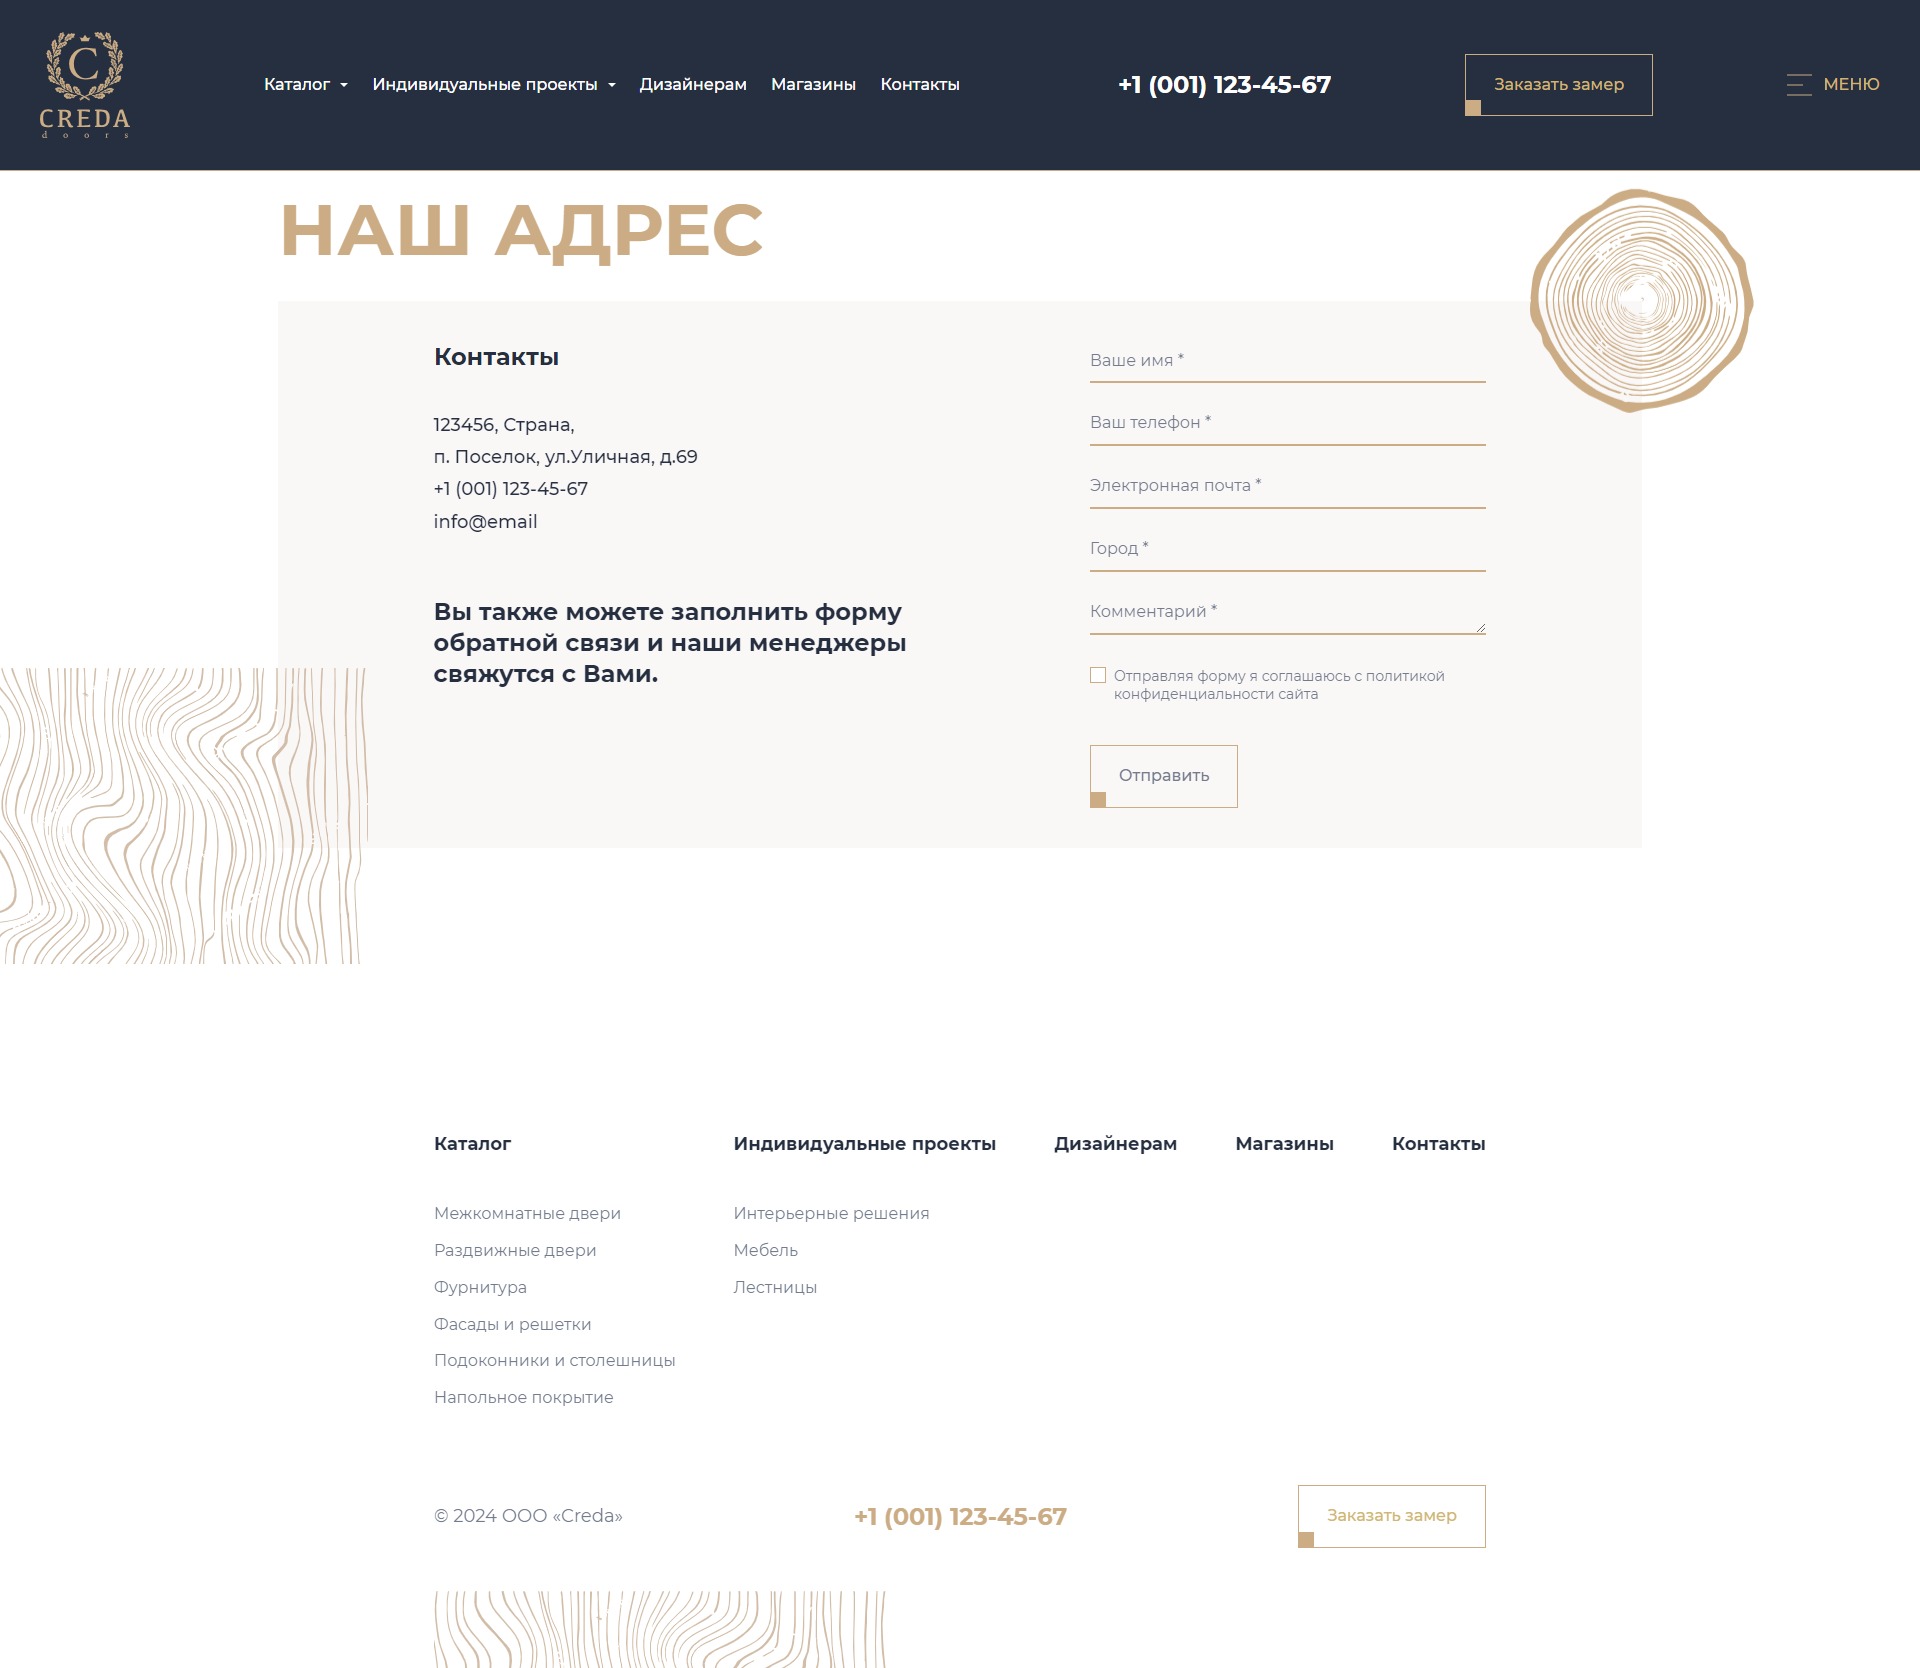 C
CREDA
doors
Каталог
Индивидуальные проекты
Дизайнерам
Магазины
Контакты
+1 (001) 123-45-67
Заказать замер
МЕНЮ
НАШ АДРЕС
Контакты
123456, Страна,
п. Поселок, ул.Уличная, д.69
+1 (001) 123-45-67
info@email
Вы также можете заполнить форму
обратной связи и наши менеджеры
свяжутся с Вами.
Ваше имя *
Ваш телефон *
Электронная почта *
Город *
Комментарий *
Отправляя форму я соглашаюсь с политикой
конфиденциальности сайта
Отправить
Каталог
Межкомнатные двери
Раздвижные двери
Фурнитура
Фасады и решетки
Подоконники и столешницы
Напольное покрытие
Индивидуальные проекты
Интерьерные решения
Мебель
Лестницы
Дизайнерам
Магазины
Контакты
© 2024 ООО «Creda»
+1 (001) 123-45-67
Заказать замер